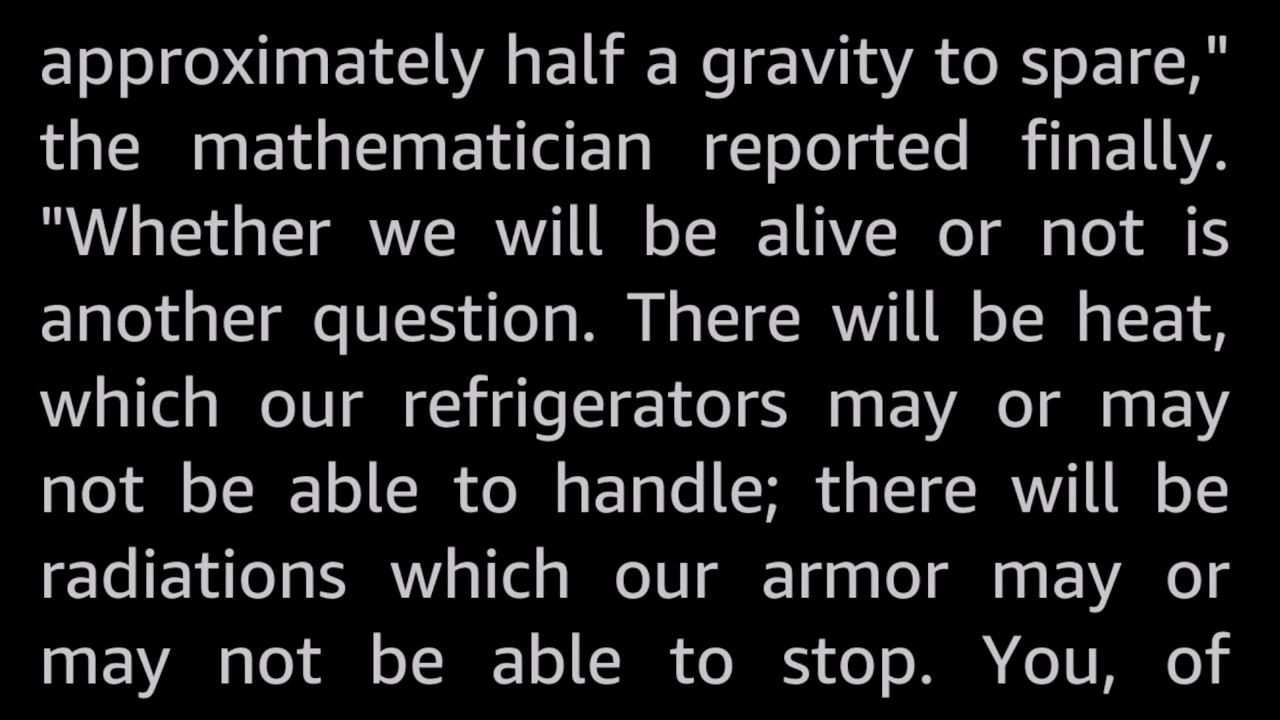 approximately half a gravity to spare,"
the mathematician reported finally.
"Whether we will be alive or not is
another question. There will be heat,
which our refrigerators may or may
not be able to handle; there will be
radiations which our armor may or
may not be able to stop. You, of